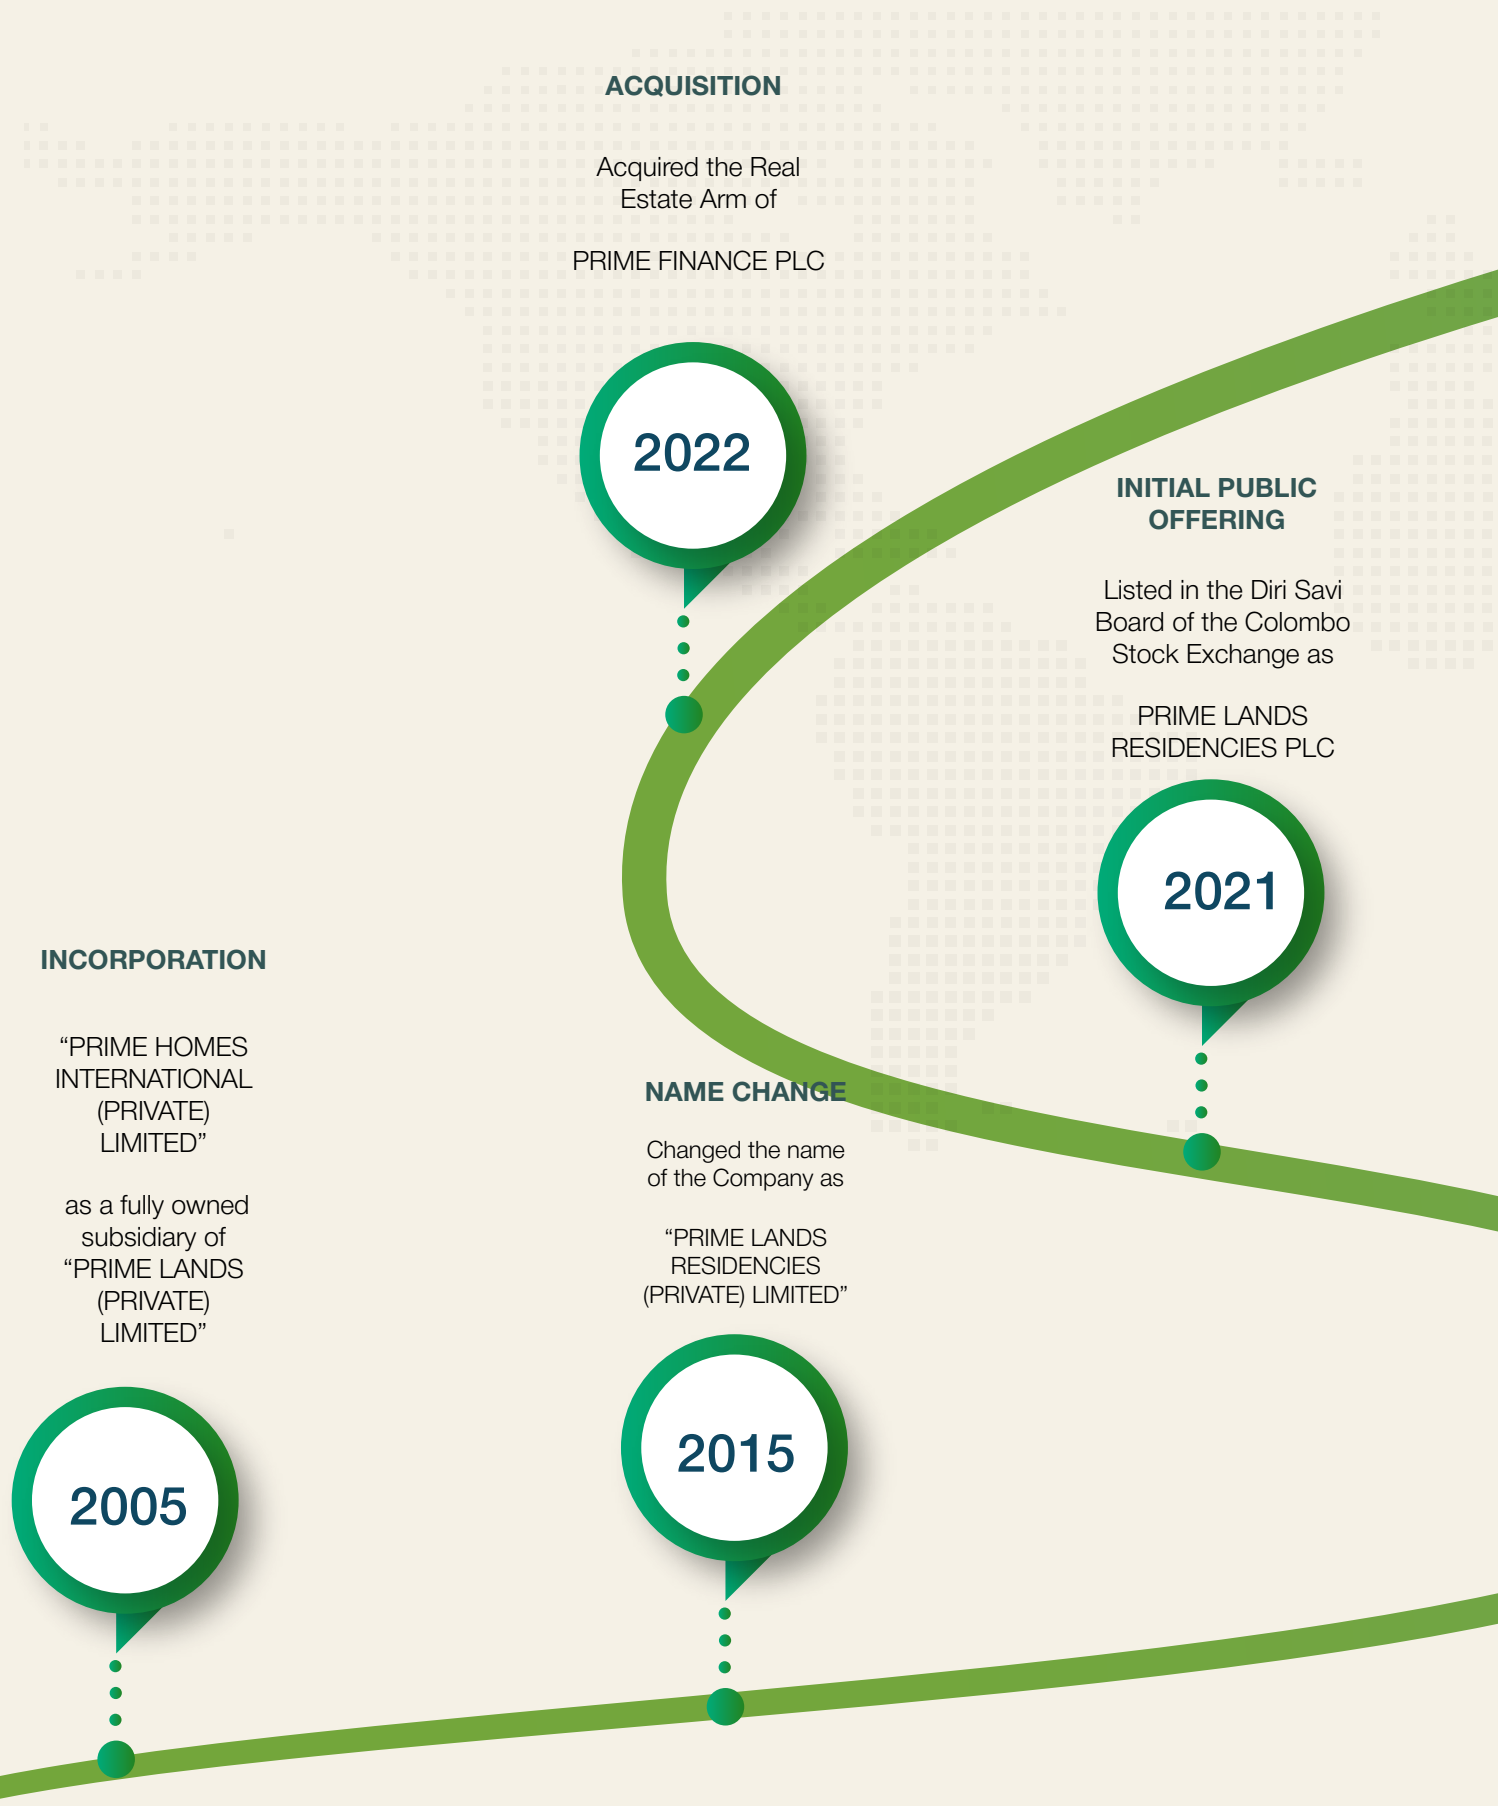 ACQUISITION
Acquired the Real
Estate Arm of
PRIME FINANCE PLC
2022
INITIAL PUBLIC
OFFERING
Listed in the Diri Savi
Board of the Colombo
Stock Exchange as
PRIME LANDS
RESIDENCIES PLC
2021
INCORPORATION
“PRIME HOMES
INTERNATIONAL
(PRIVATE)
LIMITED”
as a fully owned
subsidiary of
“PRIME LANDS
(PRIVATE)
LIMITED”
2005
NAME CHANGE
Changed the name
of the Company as
“PRIME LANDS
RESIDENCIES
(PRIVATE) LIMITED”
2015